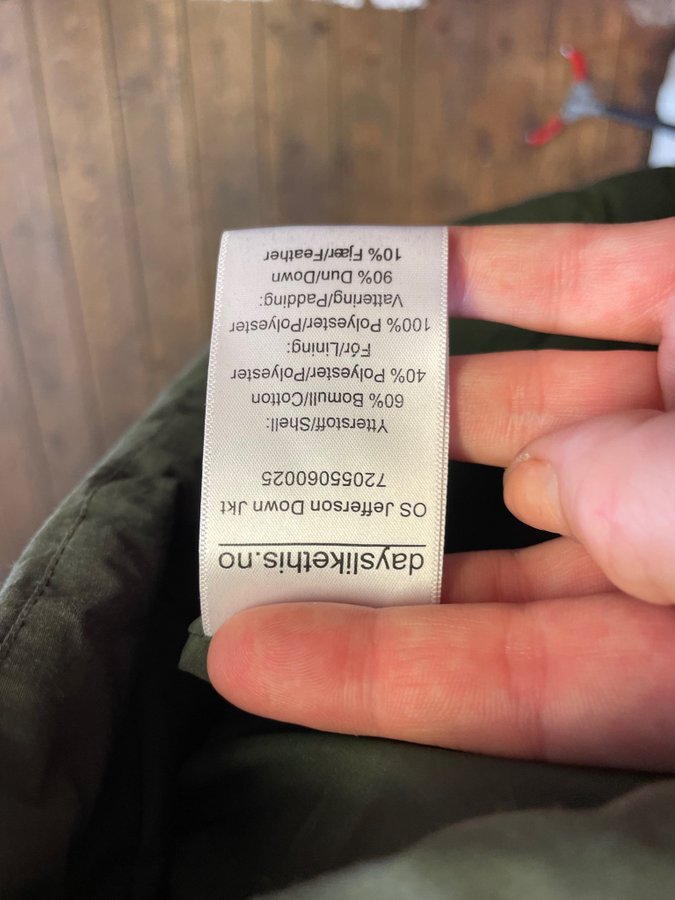 dayslikethis.no
OS Jefferson Down Jkt
72055060025
Ytterstoff/Shell:
60% Bomull/Cotton
40% Polyester/Polyester
Fôr/Lining:
100% Polyester/Polyester
Vattering/Padding:
90% Dun/Down
10% Fjær/Feather